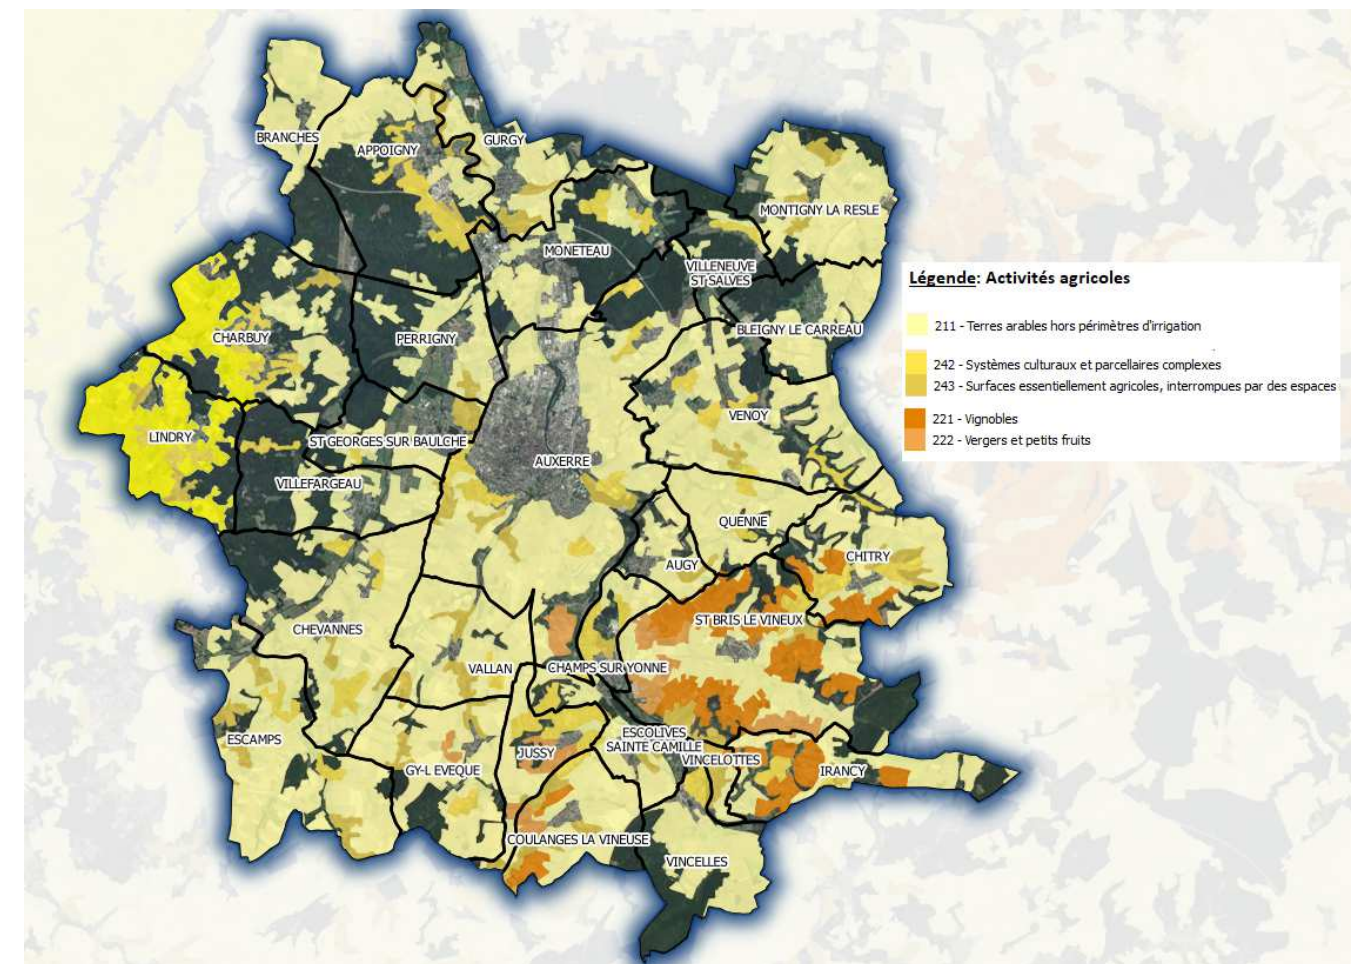 BRANCHES
APPOIGNY
GURGY
MONTIGNY LA RESLE
MONETEAU
VILLENEUVE
ST SALVES
Légende: Activités agricoles
211 - Terres arables hors périmètres d'irrigation
CHARBUY
PERRIGNY
BLEIGNY LE CARREAU
242 - Systèmes culturaux et parcellaires complexes
243 - Surfaces essentiellement agricoles, interrompues par des espaces
221 - Vignobles
222 - Vergers et petits fruits
VENOY
LINDRY
ST GEORGES SUR BAULCHE
AUXERRE
VILLEFARGEAU
QUENNE
CHITRY
AUGY
ST BRIS LE VINEUX
CHEVANNES
VALLAN
CHAMPS SUR YONNE
ESCAMPS
ESCOLIVES
SAINTE CAMILLE
JUSSY
VINCELOTTES
GY-L EVEQUE
IRANCY
COULANGES LA VINEUSE
VINCELLES